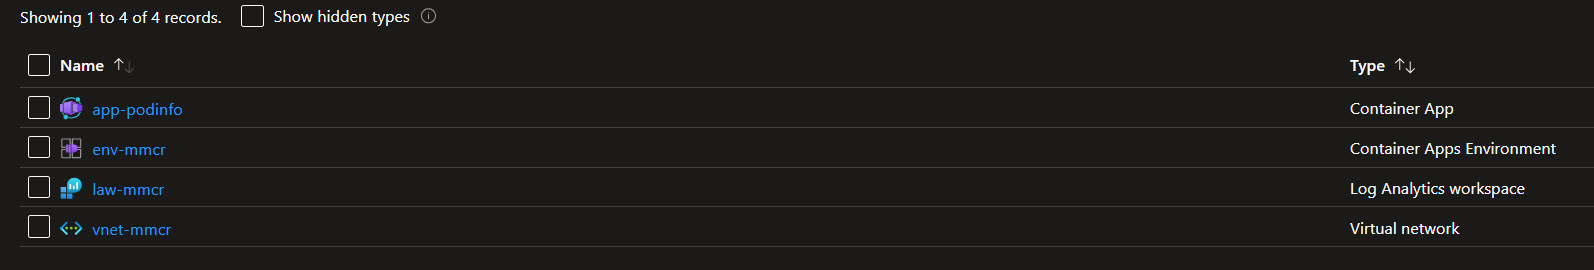 Showing 1 to 4 of 4 records. Show hidden types
Name Type
app-podinfo Container App
env-mmcr Container Apps Environment
law-mmcr Log Analytics workspace
vnet-mmcr Virtual network